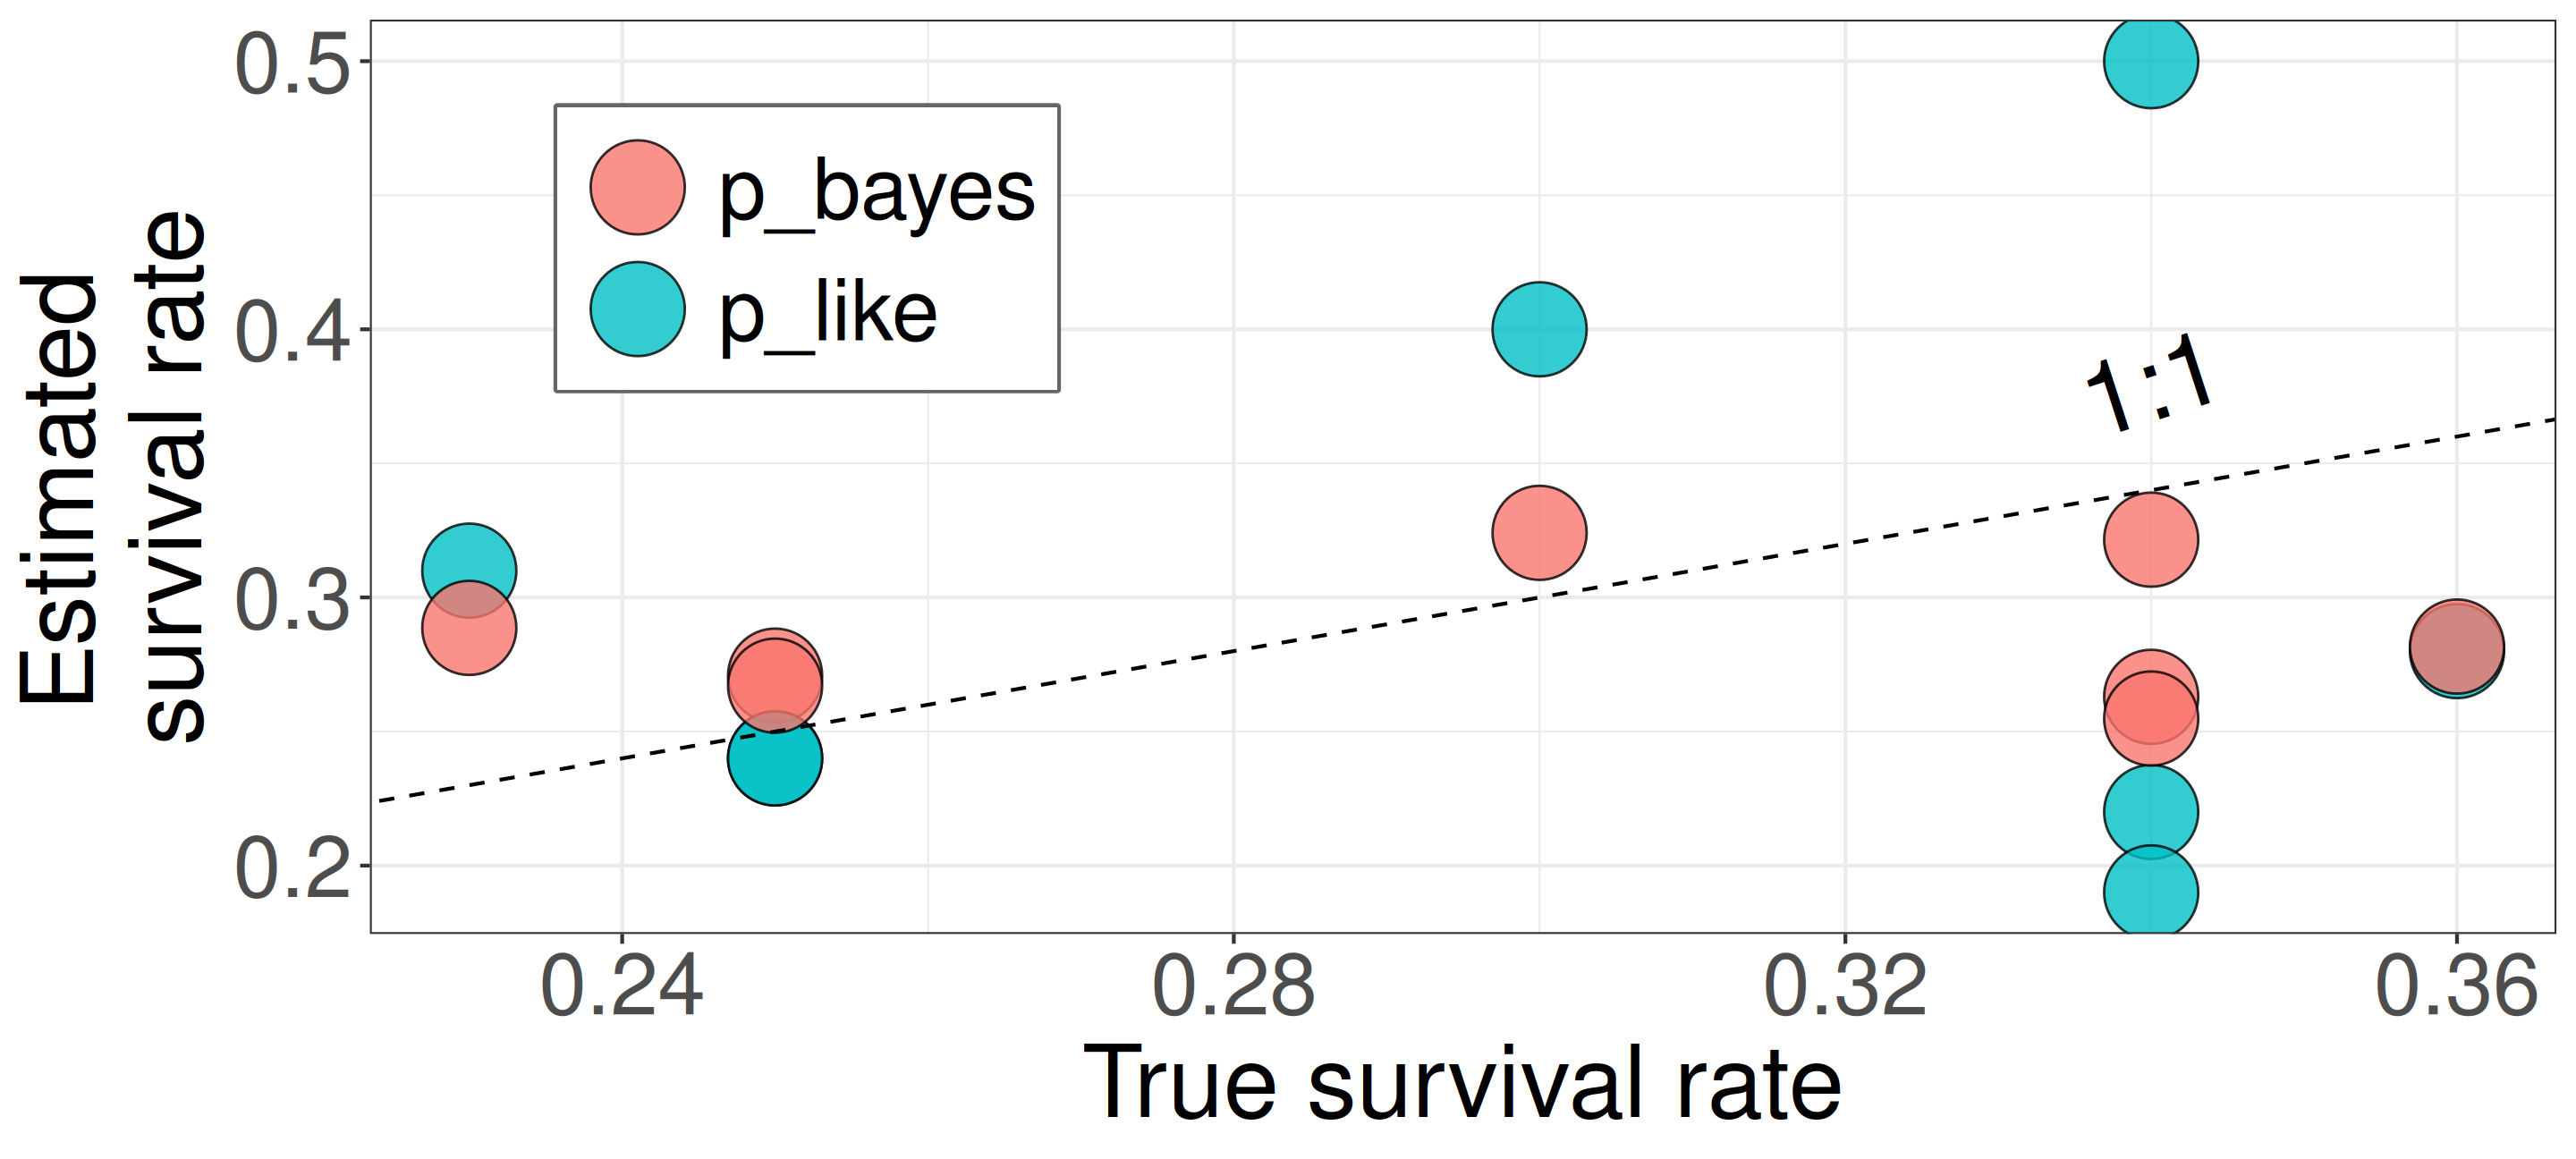 Estimated
survival rate
0.5
0.4
0.3
0.2
p_bayes
p_like
1:1
0.24
0.28
0.32
0.36
True survival rate